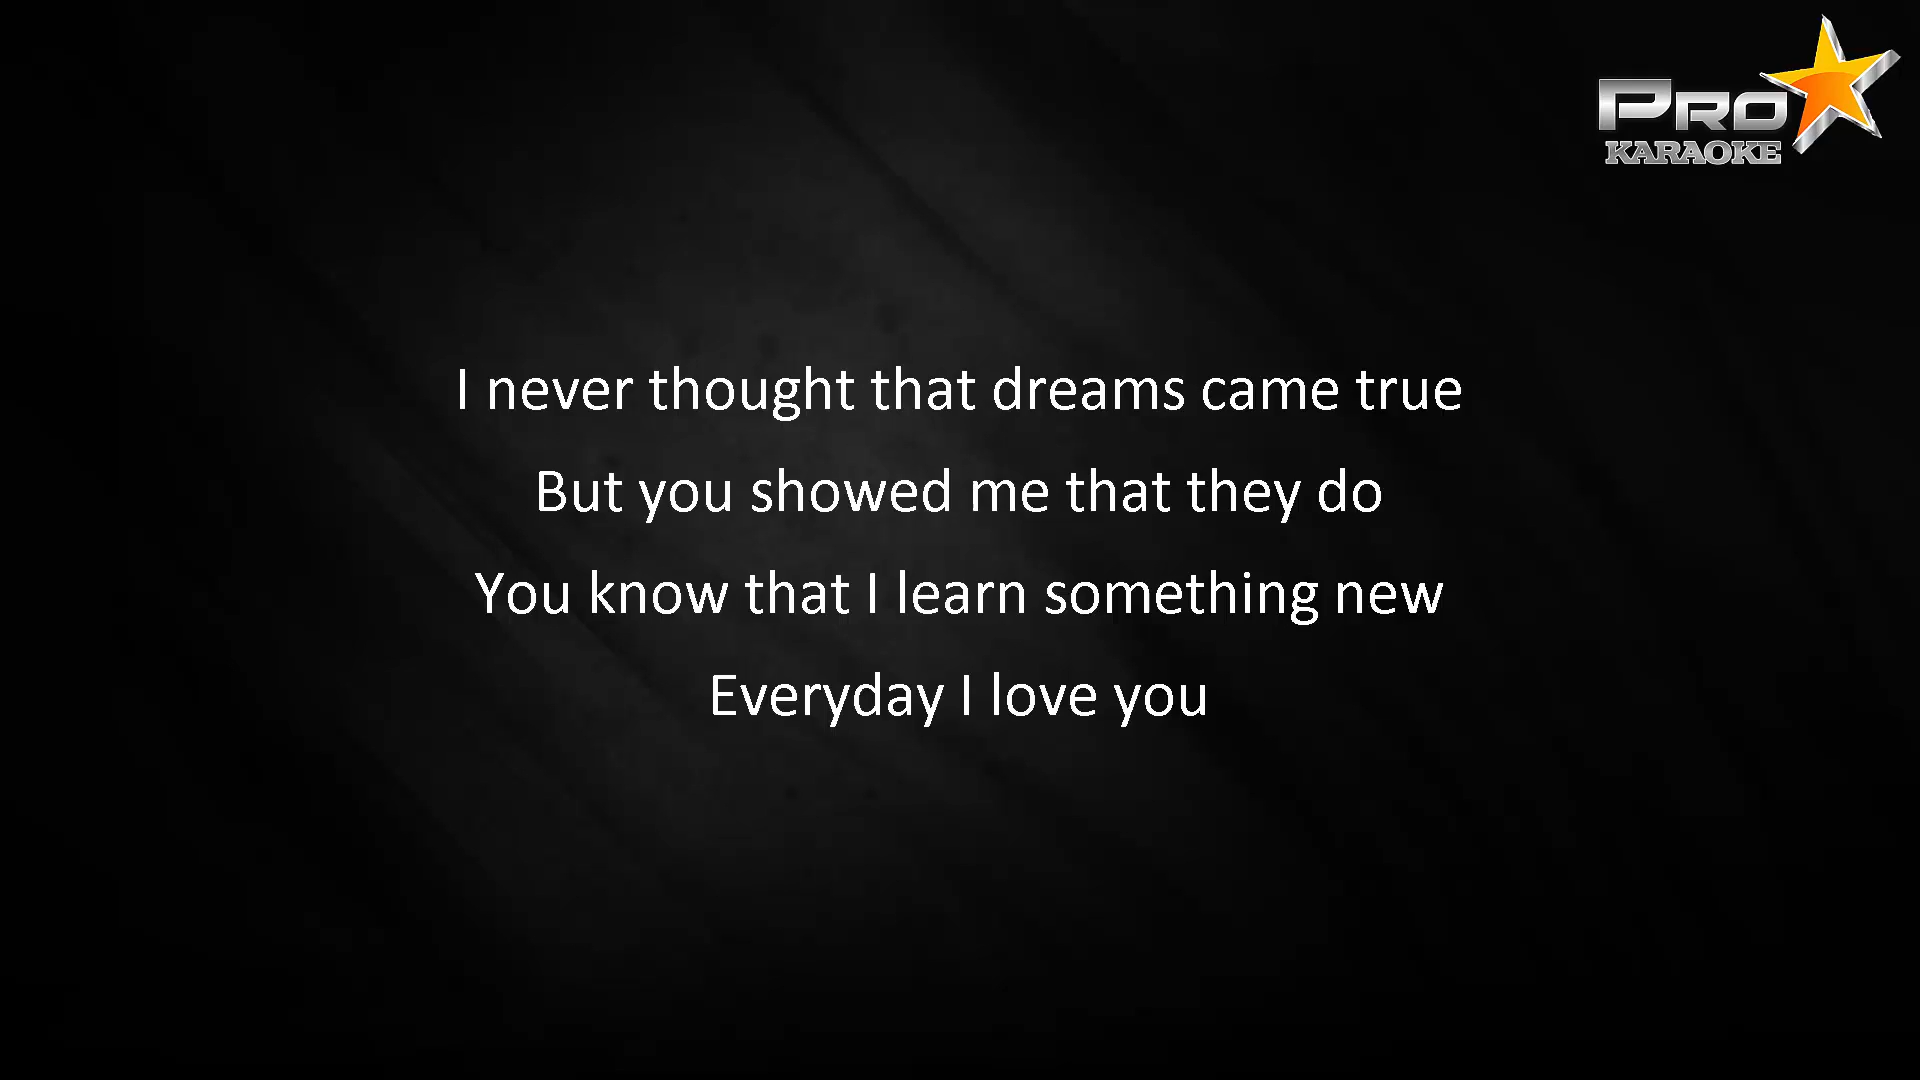 PRO
KARAOKE
I never thought that dreams came true
But you showed me that they do
You know that I learn something new
Everyday I love you